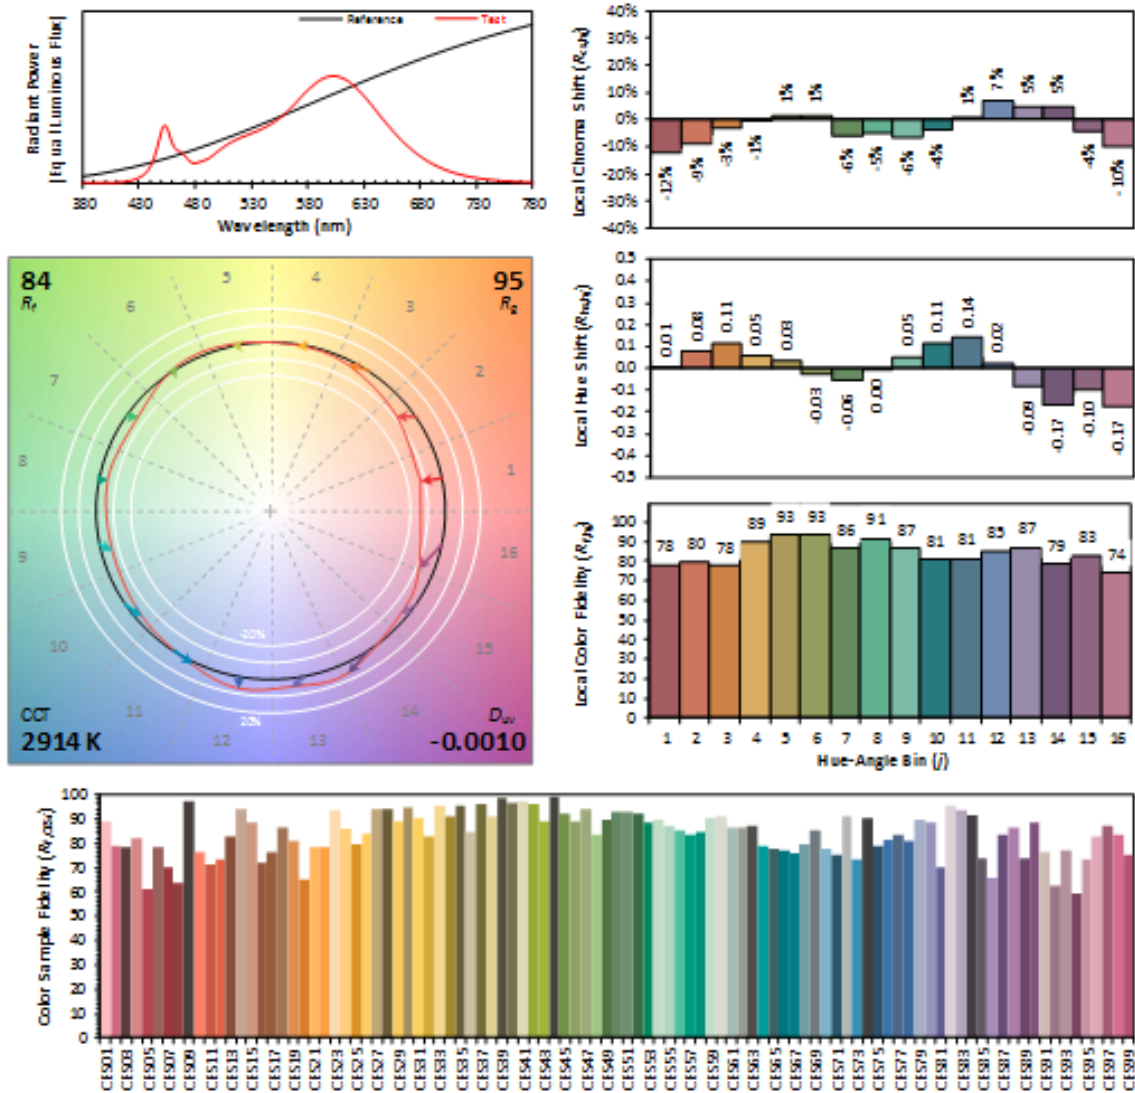 Reference
Test
Radiant Power
(Equal Luminous Flux)
380 430 480 530 580 630 680 730 780
Wavelength (nm)
Local Chroma Shift (Rcs,hj)
40%
30%
20%
10%
0%
-10%
-20%
-30%
-40%
-12% -9% -3% -1% 1% 1% -6% -5% -6% -4% 1% 7% 5% 5% -4% -10%
84
Rf
95
Rg
5 4
6 3
7 2
8 1
9 16
10 15
11 14
12 13
-20%
20%
CCT
2914 K
Duv
-0.0010
Local Hue Shift (Rhs,hj)
0.5
0.4
0.3
0.2
0.1
0.0
-0.1
-0.2
-0.3
-0.4
-0.5
0.01 0.08 0.11 0.05 0.03 -0.03 -0.06 0.00 0.05 0.11 0.14 0.02 -0.09 -0.17 -0.10 -0.17
Local Color Fidelity (Rf,hj)
100
90
80
70
60
50
40
30
20
10
0
78 80 78 89 93 93 86 91 87 81 81 85 87 79 83 74
1 2 3 4 5 6 7 8 9 10 11 12 13 14 15 16
Hue-Angle Bin (j)
Color Sample Fidelity (Rf,CESi)
100
90
80
70
60
50
40
30
20
10
0
CES01 CES03 CES05 CES07 CES09 CES11 CES13 CES15 CES17 CES19 CES21 CES23 CES25 CES27 CES29 CES31 CES33 CES35 CES37 CES39 CES41 CES43 CES45 CES47 CES49 CES51 CES53 CES55 CES57 CES59 CES61 CES63 CES65 CES67 CES69 CES71 CES73 CES75 CES77 CES79 CES81 CES83 CES85 CES87 CES89 CES91 CES93 CES95 CES97 CES99